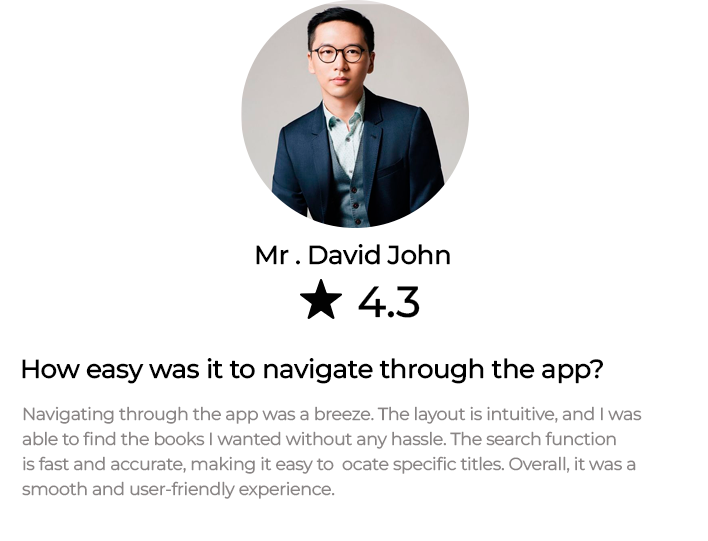 Mr . David John
★ 4.3
How easy was it to navigate through the app?
Navigating through the app was a breeze. The layout is intuitive, and I was
able to find the books I wanted without any hassle. The search function
is fast and accurate, making it easy to  ocate specific titles. Overall, it was a
smooth and user-friendly experience.